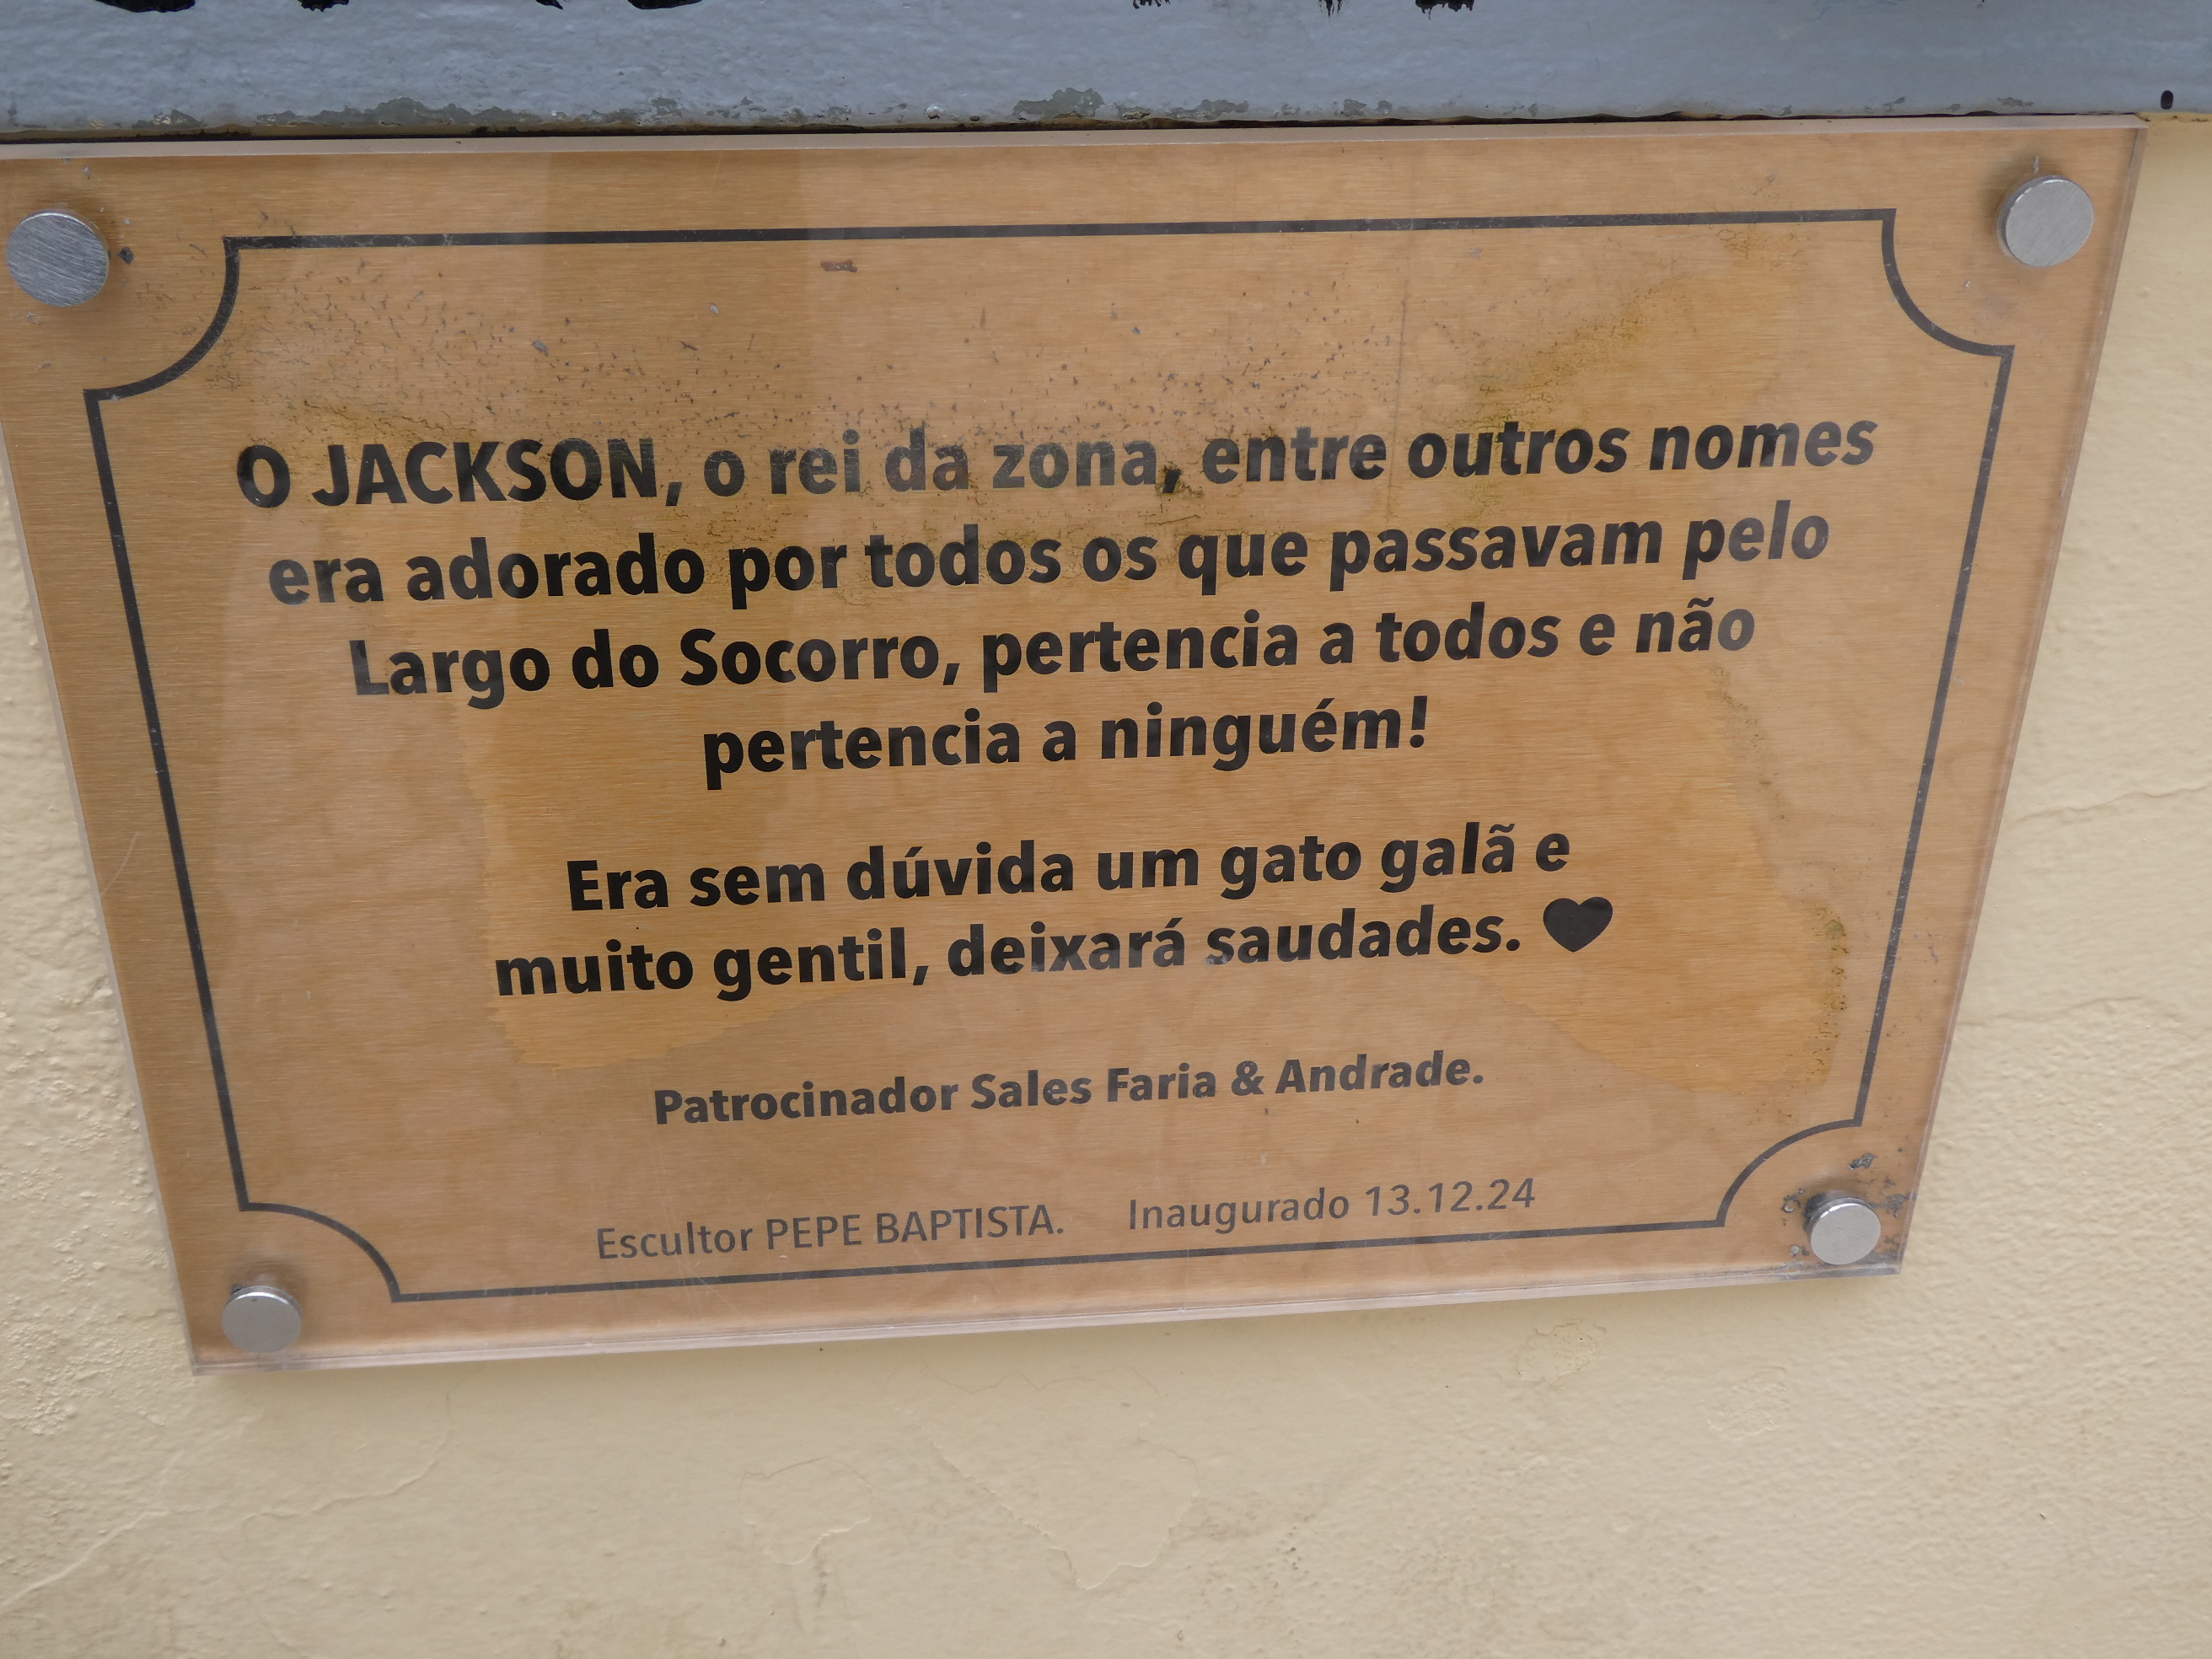 O JACKSON, o rei da zona, entre outros nomes
era adorado por todos os que passavam pelo
Largo do Socorro, pertencia a todos e não
pertencia a ninguém!
Era sem dúvida um gato galã e
muito gentil, deixará saudades. ♥
Patrocinador Sales Faria & Andrade.
Escultor PEPE BAPTISTA. Inaugurado 13.12.24